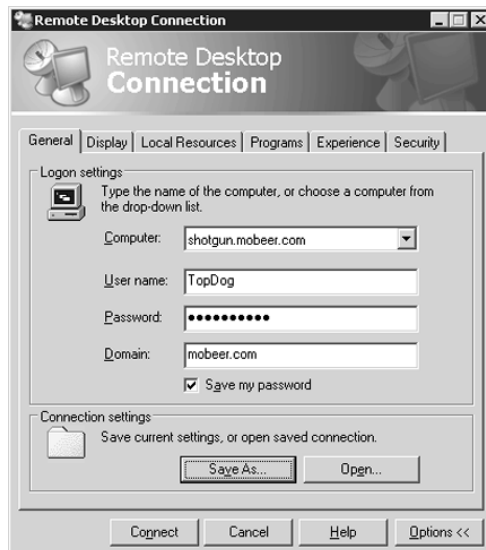 Remote Desktop Connection
Remote Desktop
Connection
General Display Local Resources Programs Experience Security
Logon settings
Type the name of the computer, or choose a computer from
the drop-down list.
Computer: shotgun.mobeer.com
User name: TopDog
Password: ●●●●●●●●●●
Domain: mobeer.com
Save my password
Connection settings
Save current settings, or open saved connection.
Save As... Open...
Connect Cancel Help Options <<